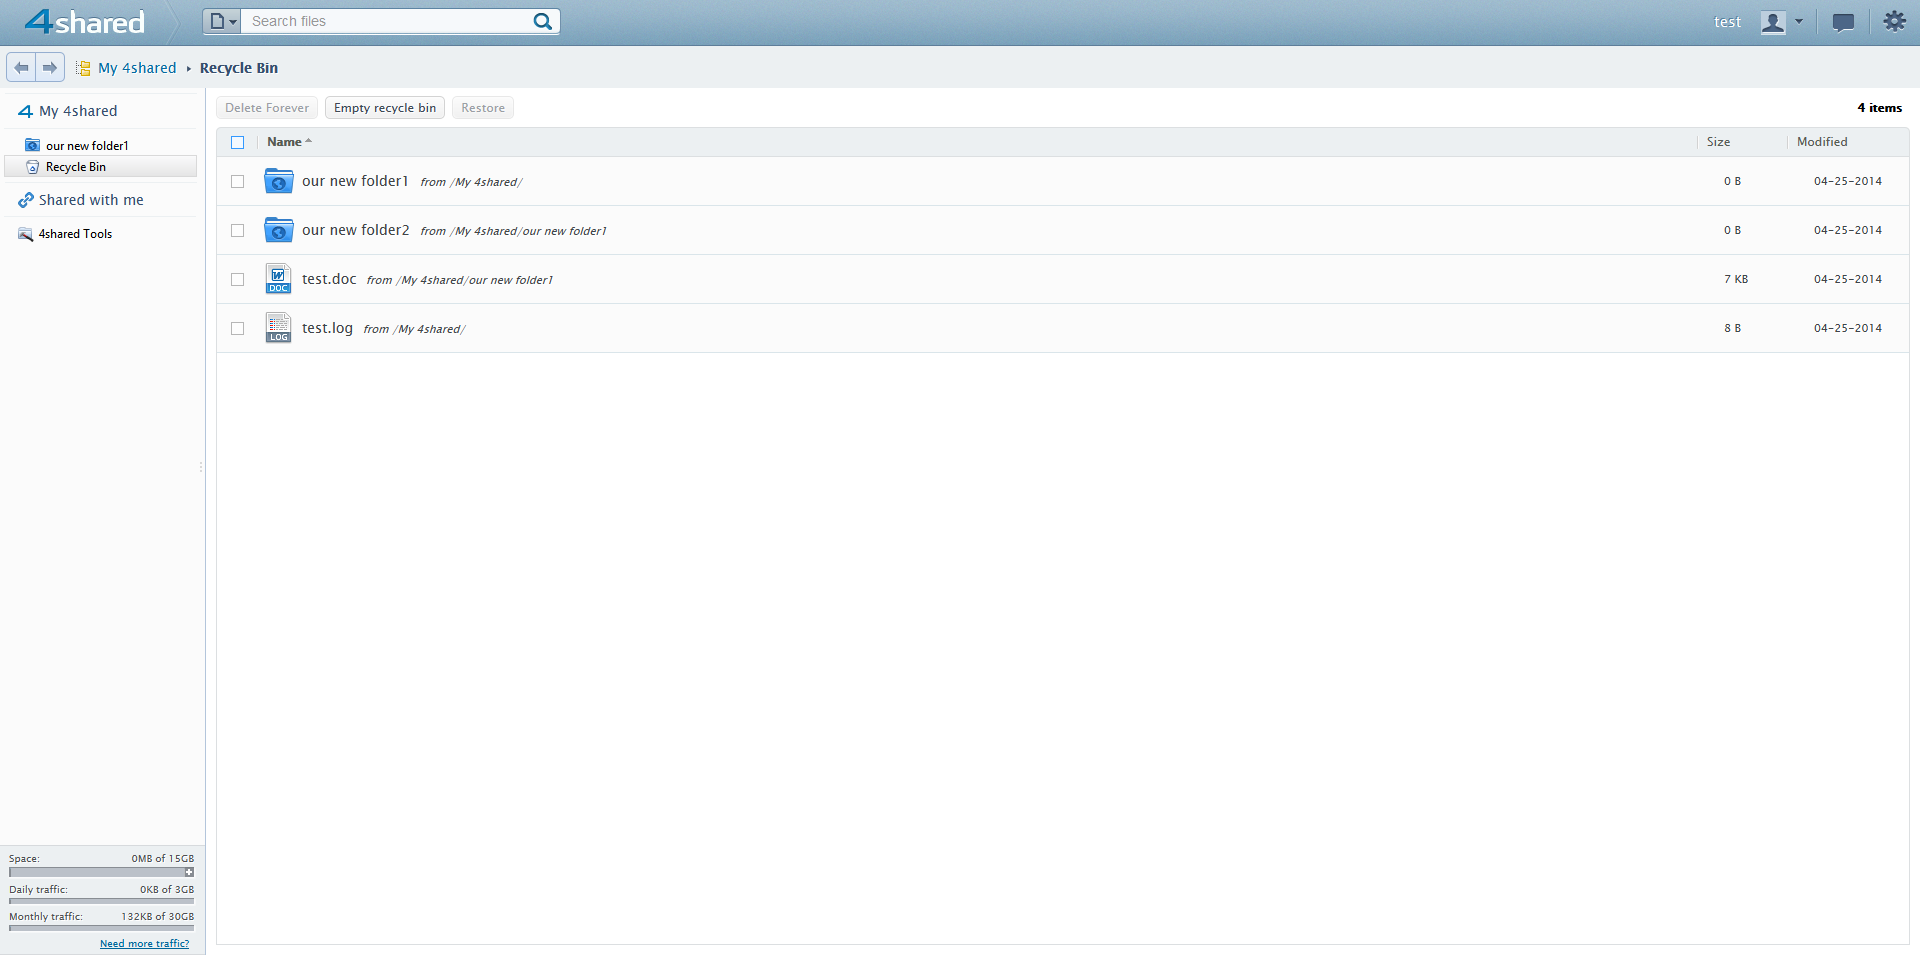 4shared
Search files
test
My 4shared
Recycle Bin
My 4shared
our new folder1
Recycle Bin
Shared with me
4shared Tools
Delete Forever
Empty recycle bin
Restore
4 items
Name
Size
Modified
our new folder1 from /My 4shared/ 0 B 04-25-2014
our new folder2 from /My 4shared/our new folder1 0 B 04-25-2014
DOC test.doc from /My 4shared/our new folder1 7 KB 04-25-2014
LOG test.log from /My 4shared/ 8 B 04-25-2014
Space: 0MB of 15GB
Daily traffic: 0KB of 3GB
Monthly traffic: 132KB of 30GB
Need more traffic?